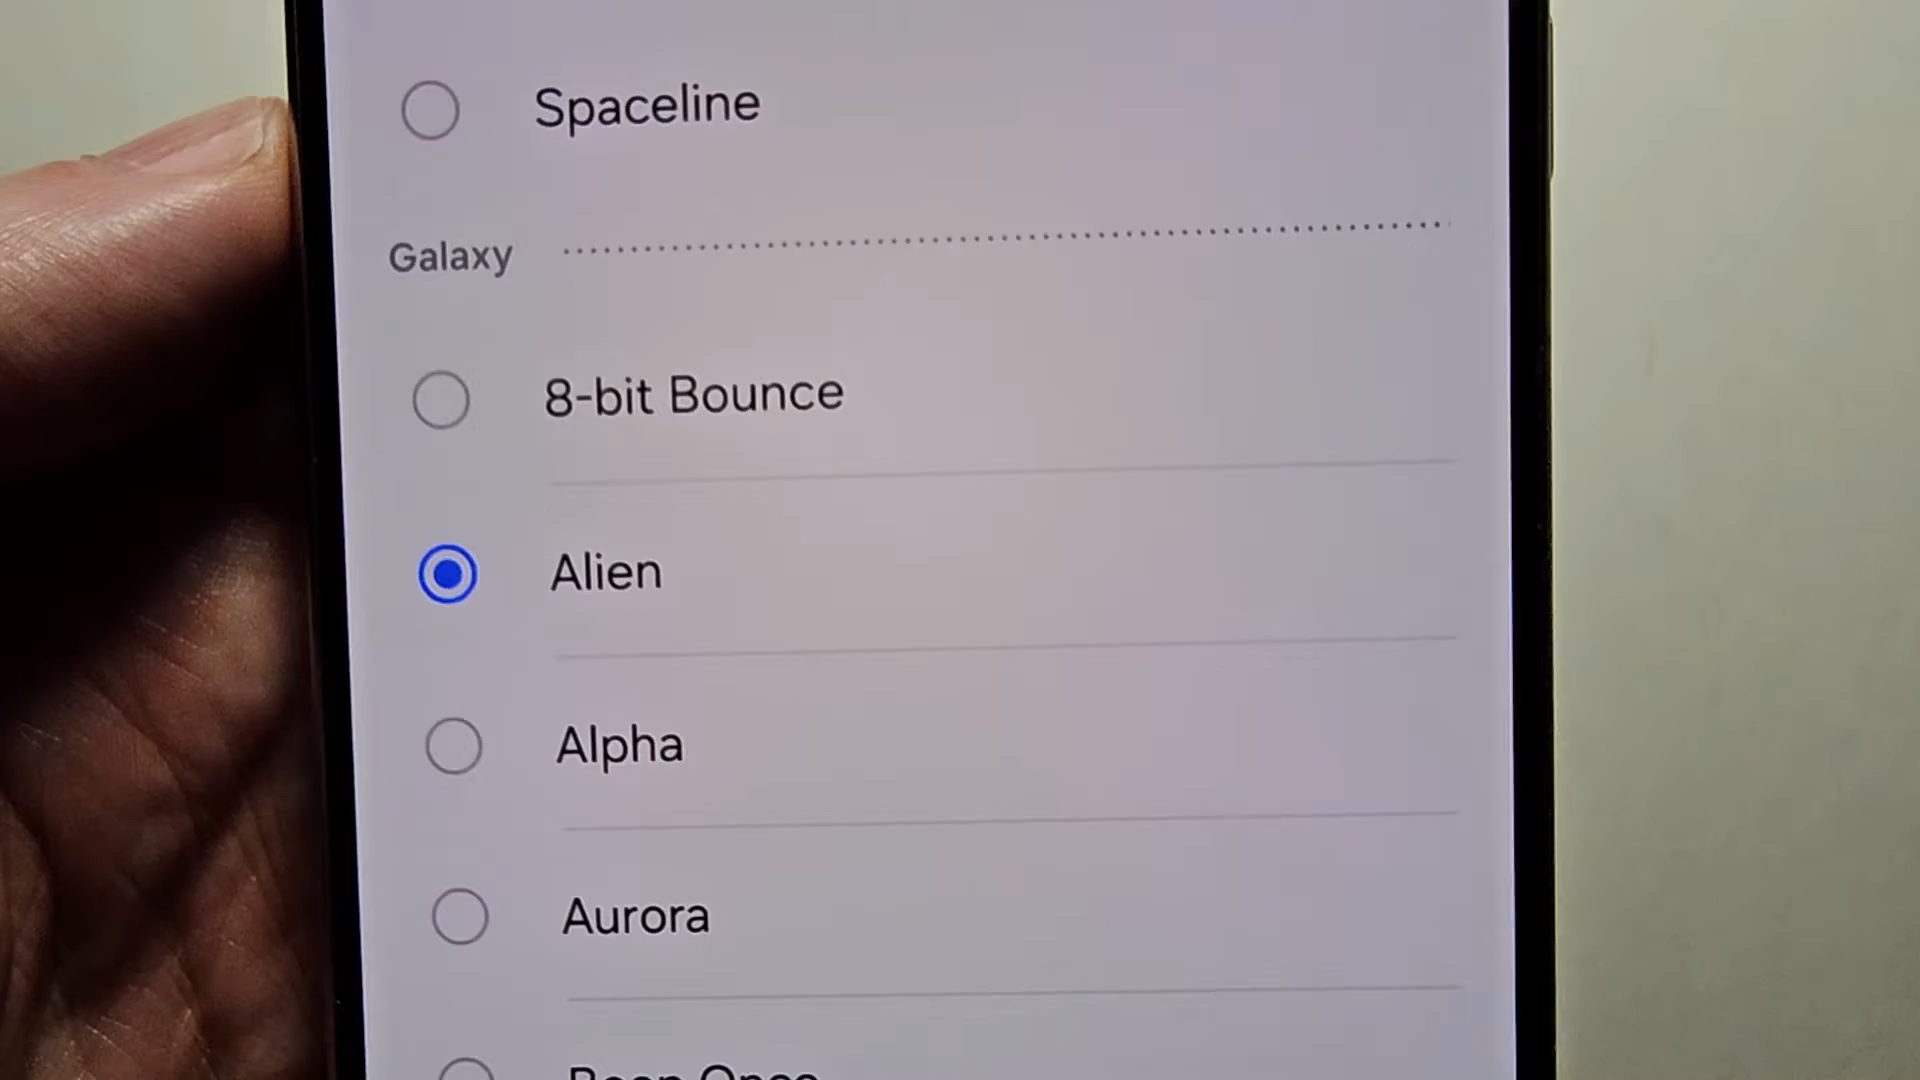 Spaceline
Galaxy
8-bit Bounce
Alien
Alpha
Aurora